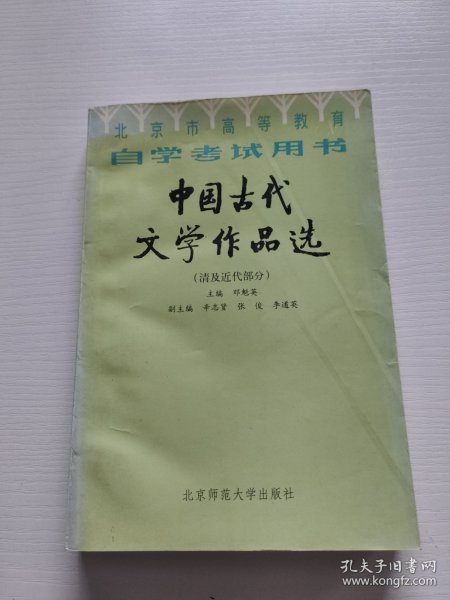 北京市高等教育
自学考试用书
中国古代
文学作品选
(清及近代部分)
主编 邓魁英
副主编 辛志贤 张俊 李道英
北京师范大学出版社
孔夫子旧书网
www.kongfz.com